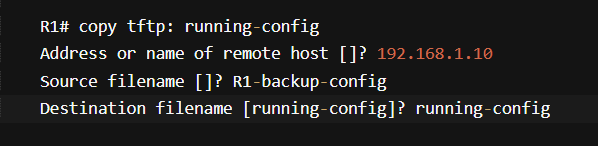 R1# copy tftp: running-config
Address or name of remote host []? 192.168.1.10
Source filename []? R1-backup-config
Destination filename [running-config]? running-config